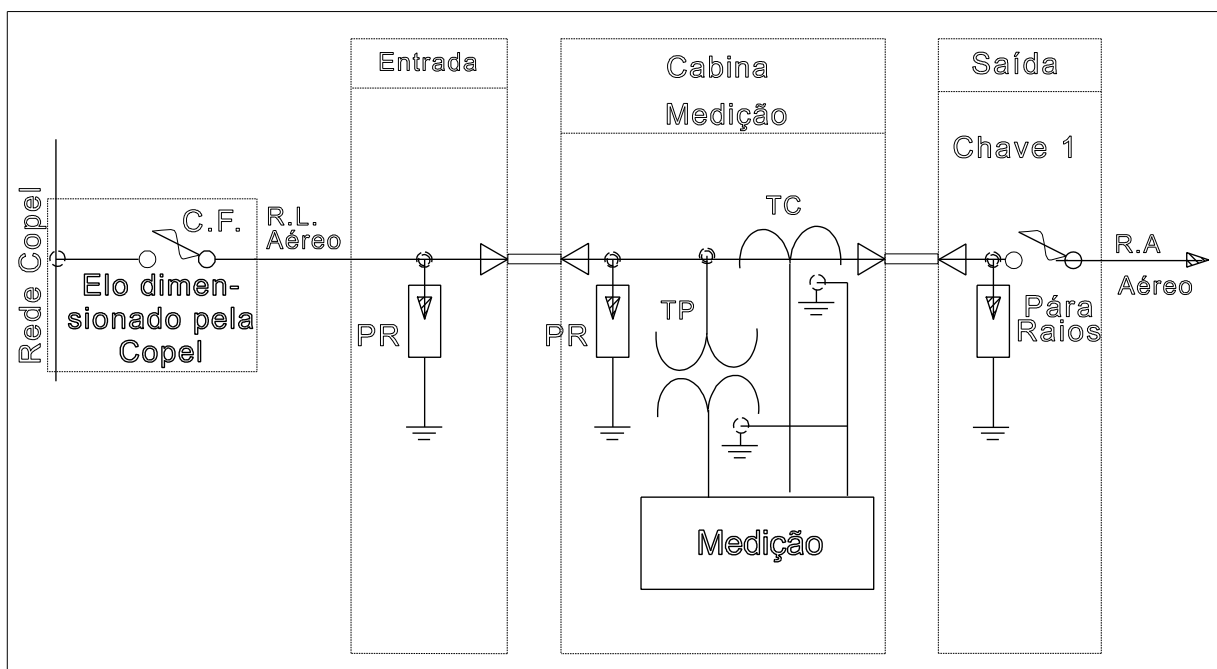 Rede Copel
C.F.
Elo dimen-
sionado pela
Copel
R.L.
Aéreo
Entrada
PR
Cabina
Medição
PR
TP
TC
Medição
Saída
Chave 1
Pára
Raios
R.A
Aéreo